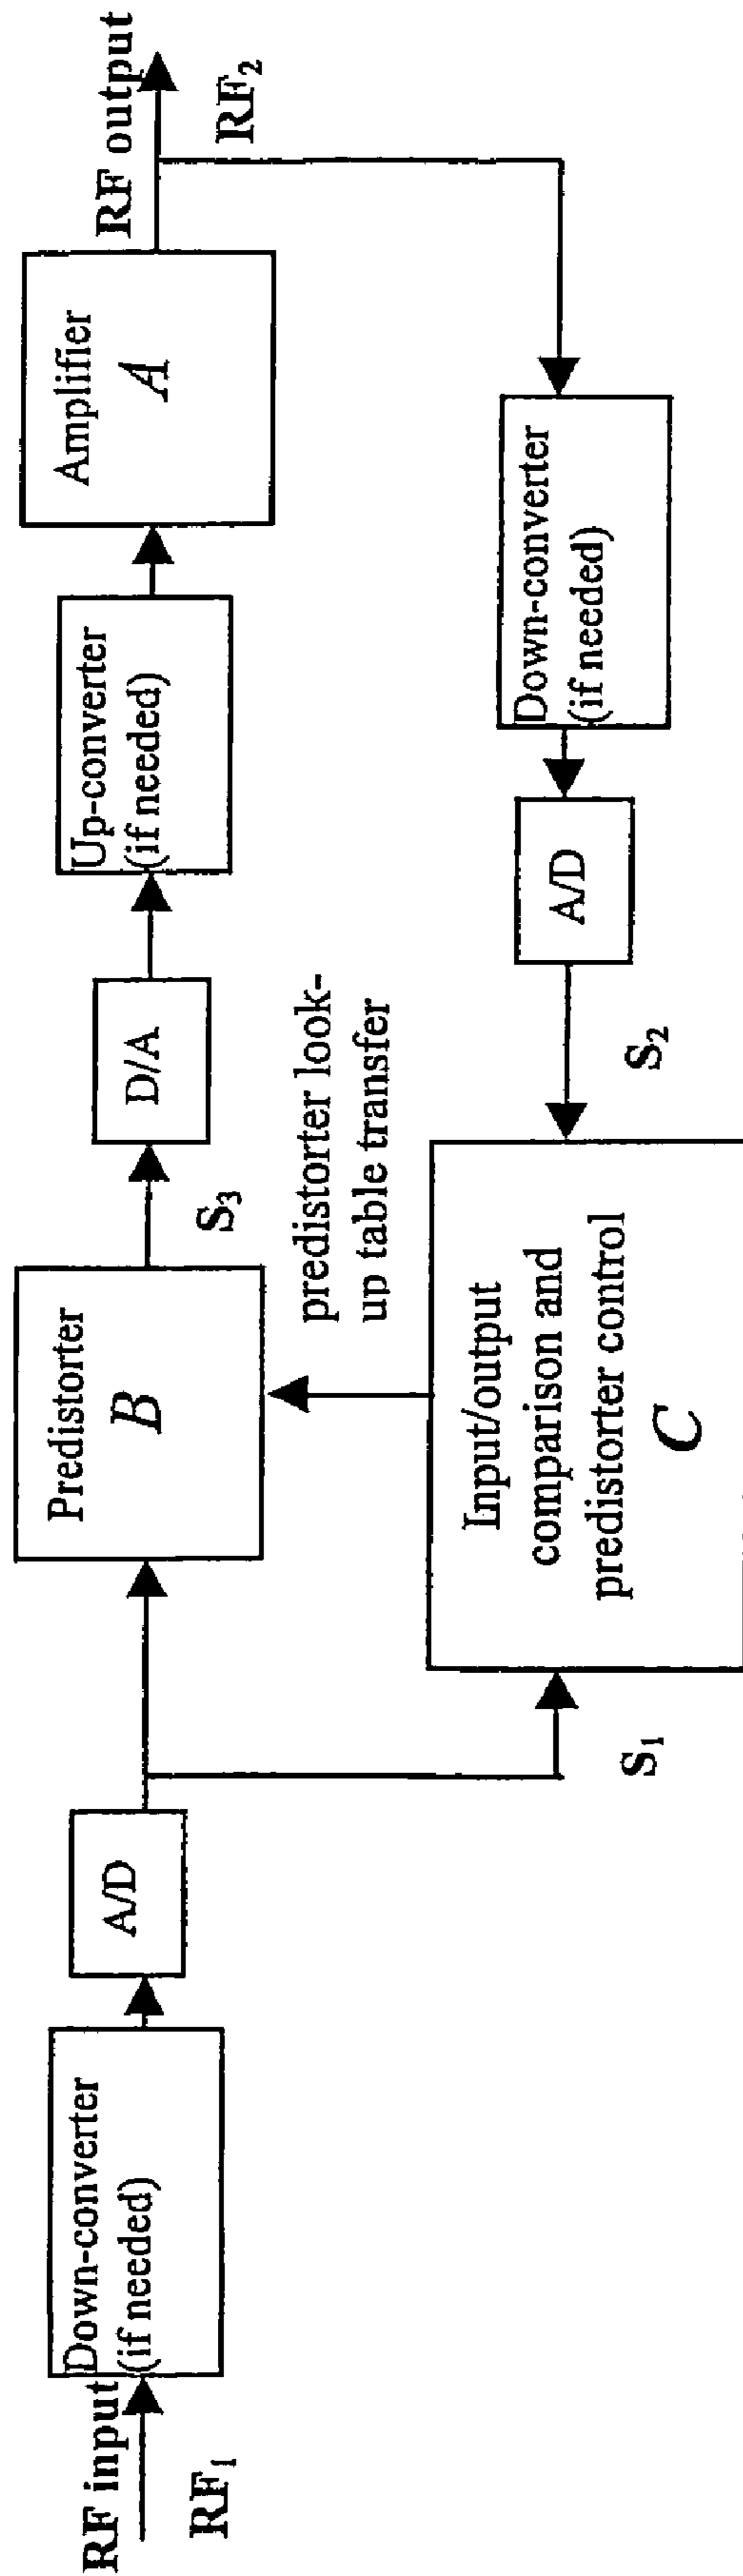 RF input
RF₁
Down-converter
(if needed)
A/D
S₁
Predistorter
B
S₃
D/A
Up-converter
(if needed)
Amplifier
A
RF output
RF₂
Down-converter
(if needed)
A/D
S₂
predistorter look-
up table transfer
Input/output
comparison and
predistorter control
C